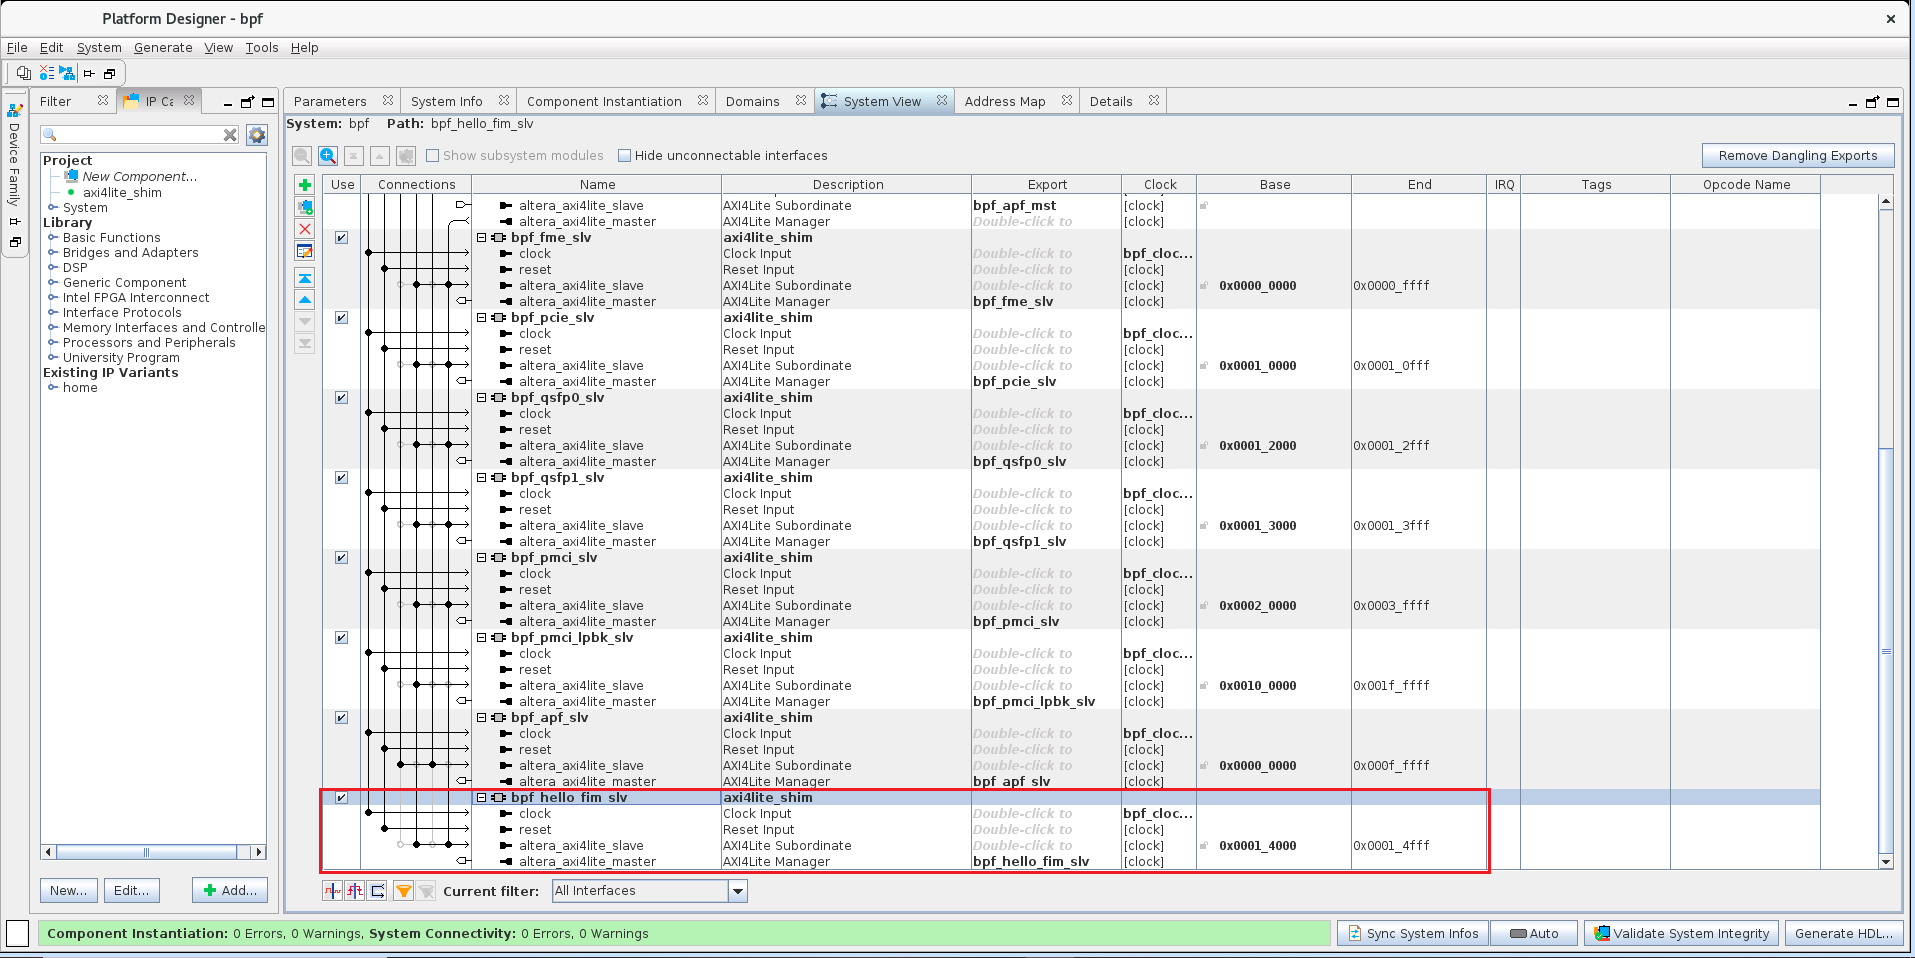 Platform Designer - bpf
File Edit System Generate View Tools Help
Device Family
Filter IP Ca
Project
New Component...
axi4lite_shim
System
Library
Basic Functions
Bridges and Adapters
DSP
Generic Component
Intel FPGA Interconnect
Interface Protocols
Memory Interfaces and Controlle
Processors and Peripherals
University Program
Existing IP Variants
home
New... Edit... Add...
Parameters System Info Component Instantiation Domains System View Address Map Details
System: bpf Path: bpf_hello_fim_slv
Show subsystem modules Hide unconnectable interfaces Remove Dangling Exports
Use Connections Name Description Export Clock Base End IRQ Tags Opcode Name
altera_axi4lite_slave AXI4Lite Subordinate bpf_apf_mst [clock]
altera_axi4lite_master AXI4Lite Manager Double-click to [clock]
bpf_fme_slv axi4lite_shim
clock Clock Input Double-click to bpf_cloc...
reset Reset Input Double-click to [clock]
altera_axi4lite_slave AXI4Lite Subordinate Double-click to [clock] 0x0000_0000 0x0000_ffff
altera_axi4lite_master AXI4Lite Manager bpf_fme_slv [clock]
bpf_pcie_slv axi4lite_shim
clock Clock Input Double-click to bpf_cloc...
reset Reset Input Double-click to [clock]
altera_axi4lite_slave AXI4Lite Subordinate Double-click to [clock] 0x0001_0000 0x0001_0fff
altera_axi4lite_master AXI4Lite Manager bpf_pcie_slv [clock]
bpf_qsfp0_slv axi4lite_shim
clock Clock Input Double-click to bpf_cloc...
reset Reset Input Double-click to [clock]
altera_axi4lite_slave AXI4Lite Subordinate Double-click to [clock] 0x0001_2000 0x0001_2fff
altera_axi4lite_master AXI4Lite Manager bpf_qsfp0_slv [clock]
bpf_qsfp1_slv axi4lite_shim
clock Clock Input Double-click to bpf_cloc...
reset Reset Input Double-click to [clock]
altera_axi4lite_slave AXI4Lite Subordinate Double-click to [clock] 0x0001_3000 0x0001_3fff
altera_axi4lite_master AXI4Lite Manager bpf_qsfp1_slv [clock]
bpf_pmci_slv axi4lite_shim
clock Clock Input Double-click to bpf_cloc...
reset Reset Input Double-click to [clock]
altera_axi4lite_slave AXI4Lite Subordinate Double-click to [clock] 0x0002_0000 0x0003_ffff
altera_axi4lite_master AXI4Lite Manager bpf_pmci_slv [clock]
bpf_pmci_lpbk_slv axi4lite_shim
clock Clock Input Double-click to bpf_cloc...
reset Reset Input Double-click to [clock]
altera_axi4lite_slave AXI4Lite Subordinate Double-click to [clock] 0x0010_0000 0x001f_ffff
altera_axi4lite_master AXI4Lite Manager bpf_pmci_lpbk_slv [clock]
bpf_apf_slv axi4lite_shim
clock Clock Input Double-click to bpf_cloc...
reset Reset Input Double-click to [clock]
altera_axi4lite_slave AXI4Lite Subordinate Double-click to [clock] 0x0000_0000 0x000f_ffff
altera_axi4lite_master AXI4Lite Manager bpf_apf_slv [clock]
bpf_hello_fim_slv axi4lite_shim
clock Clock Input Double-click to bpf_cloc...
reset Reset Input Double-click to [clock]
altera_axi4lite_slave AXI4Lite Subordinate Double-click to [clock] 0x0001_4000 0x0001_4fff
altera_axi4lite_master AXI4Lite Manager bpf_hello_fim_slv [clock]
Current filter: All Interfaces
Component Instantiation: 0 Errors, 0 Warnings, System Connectivity: 0 Errors, 0 Warnings
Sync System Infos Auto Validate System Integrity Generate HDL...